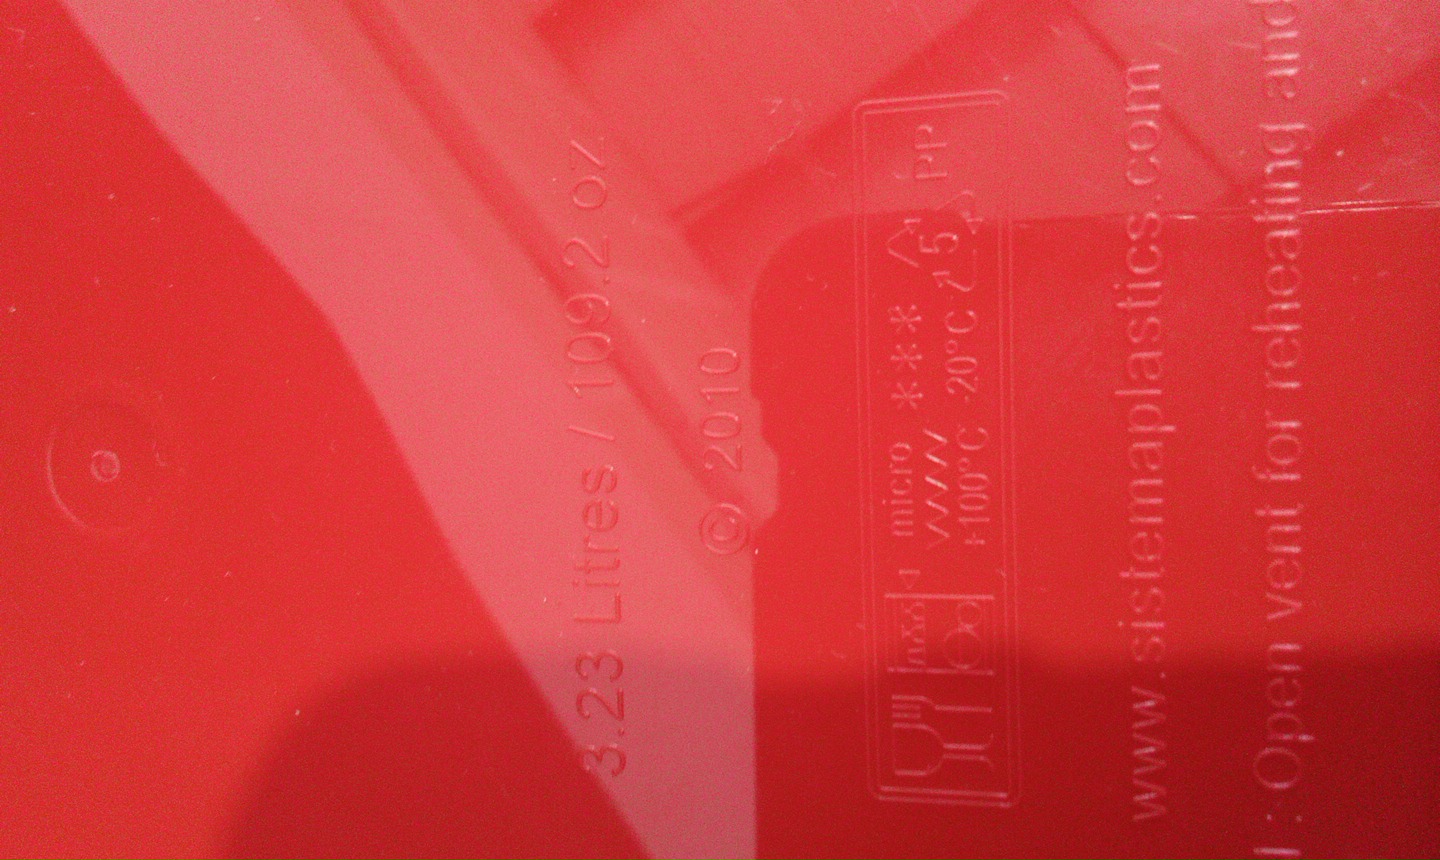 3.23 Litres / 109.2 oz
© 2010
micro *** 5 PP
+100°C -20°C
www.sistemaplastics.com
: Open vent for reheating and